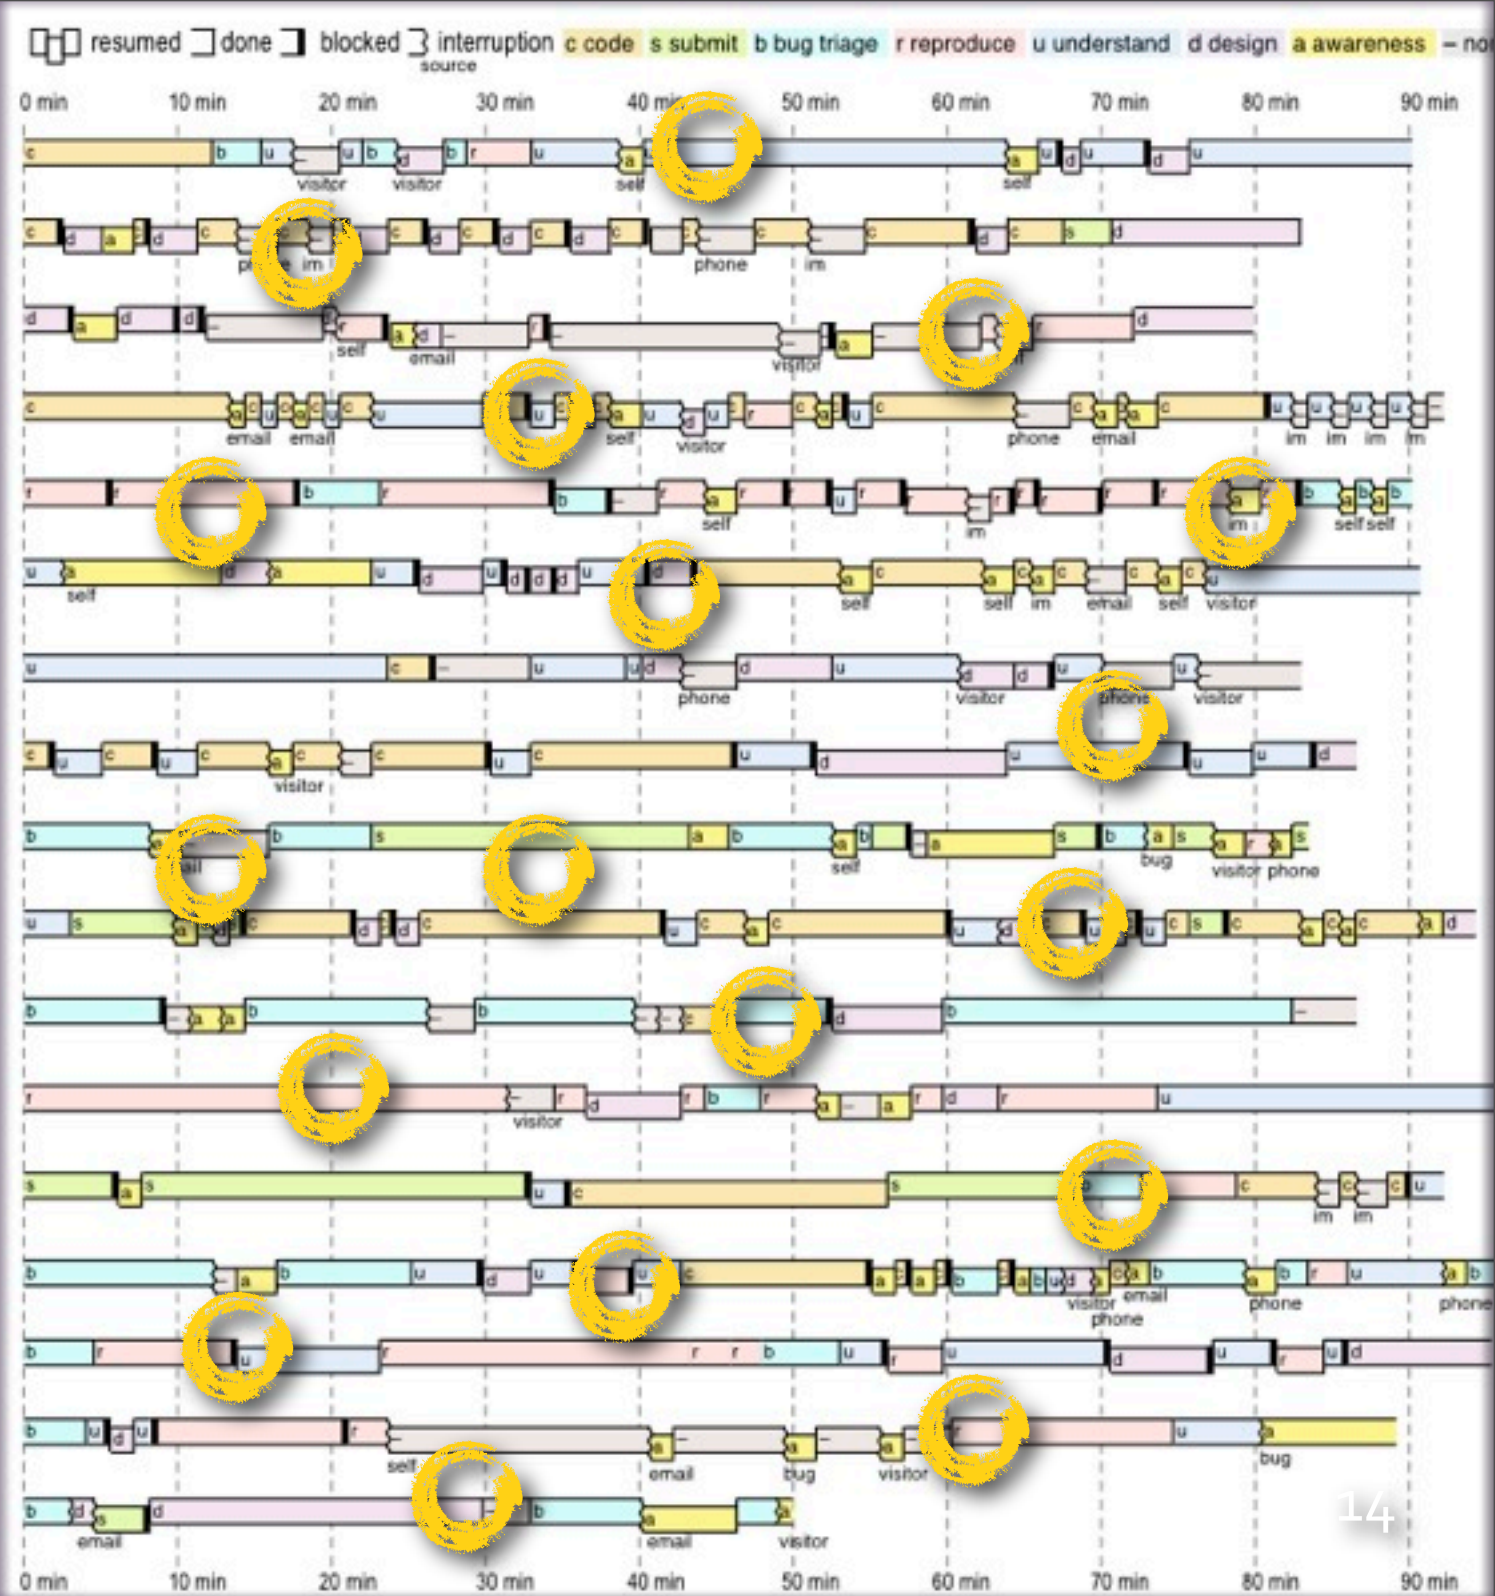 resumed done blocked interruption c code s submit b bug triage r reproduce u understand d design a awareness –
source
0 min 10 min 20 min 30 min 40 min 50 min 60 min 70 min 80 min 90 min
c b u – u b d b r u a a u d u d u
visitor visitor self self
c d a d c c d c d c d c c – c – c d c s d
im phone im
d a d d – r a d – r – – a r d
self email visitor
c a c u c a c u c u u c a u d u c r c a u c – c a a c u u u u –
email email self visitor phone email im im im im
r r b r b – r a r r u r r – r r r r r a b a b a b
self im im self self
u a d a u d u d d d u d c a c a c a c – c a c u
self self self im email self visitor
u c – u u d – d u d d u u –
phone visitor phone visitor
c u c u c a c – c u c u d u u u d
visitor
b a b s a b a b – a s b a s a r a s
self bug visitor phone
u s a c d c d c u c a c u d c u u c s c a c a c a d
b – a a b – b – – c d b –
r – r d r b r a – a r d r u
visitor
s a s u c s b c – c – c u
im im
b – a b u d u u c a c a b a b u d a c a b a b r u a b
visitor email phone phone
phone
b r u r r r b u r u d u r u d
b u d u r – a – a – a – r u a
self email bug visitor bug
b d s d – b a a
email email visitor
14
0 min 10 min 20 min 30 min 40 min 50 min 60 min 70 min 80 min 90 min